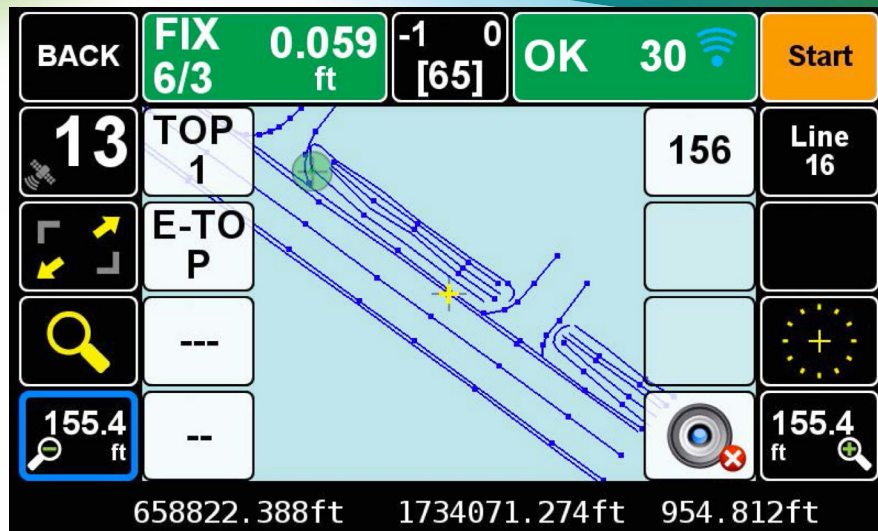 BACK
FIX 0.059
6/3 ft
-1 0
[65]
OK 30
Start
13
TOP
1
156
Line
16
E-TO
P
---
155.4
ft
--
155.4
ft
658822.388ft 1734071.274ft 954.812ft